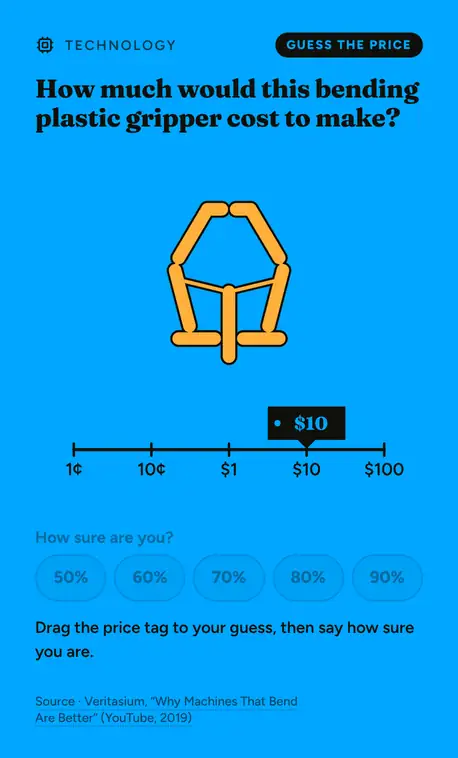 TECHNOLOGY
GUESS THE PRICE
How much would this bending
plastic gripper cost to make?
$10
1¢ 10¢ $1 $10 $100
How sure are you?
50% 60% 70% 80% 90%
Drag the price tag to your guess, then say how sure
you are.
Source · Veritasium, “Why Machines That Bend
Are Better” (YouTube, 2019)